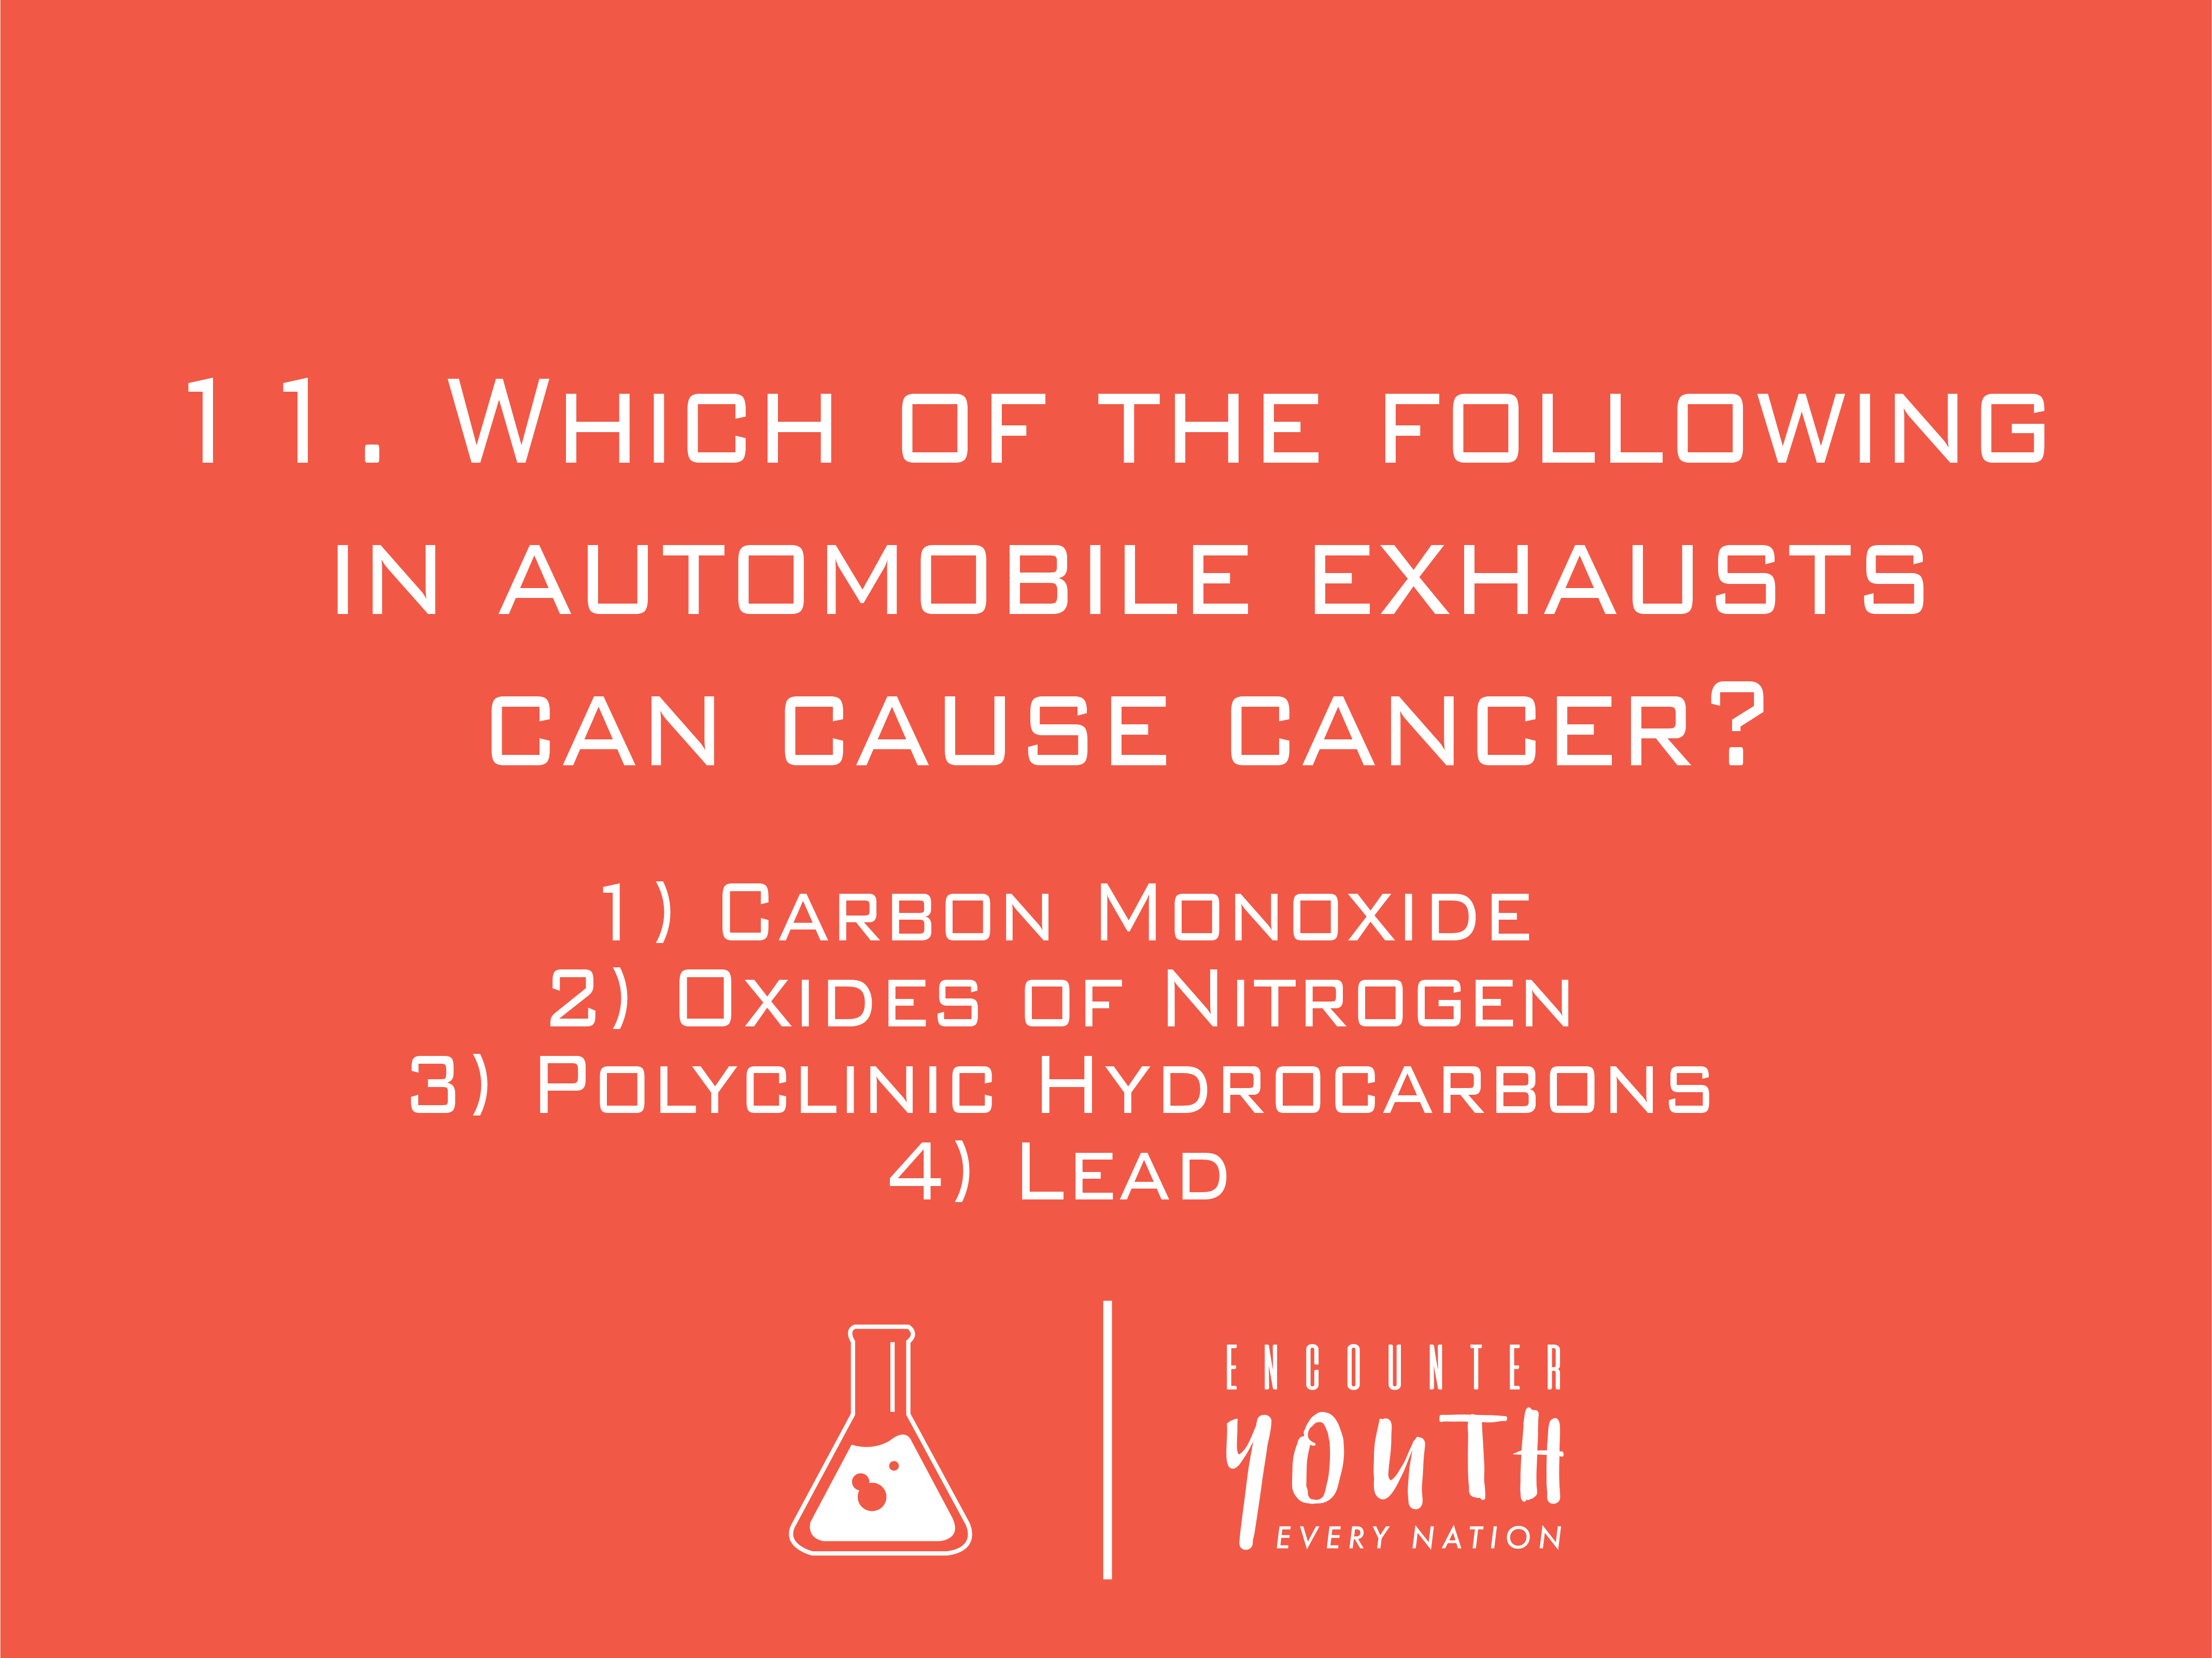 11. Which of the following
in automobile exhausts
can cause cancer?
1) Carbon Monoxide
2) Oxides of Nitrogen
3) Polyclinic Hydrocarbons
4) Lead
ENCOUNTER
YOUTH
EVERY NATION